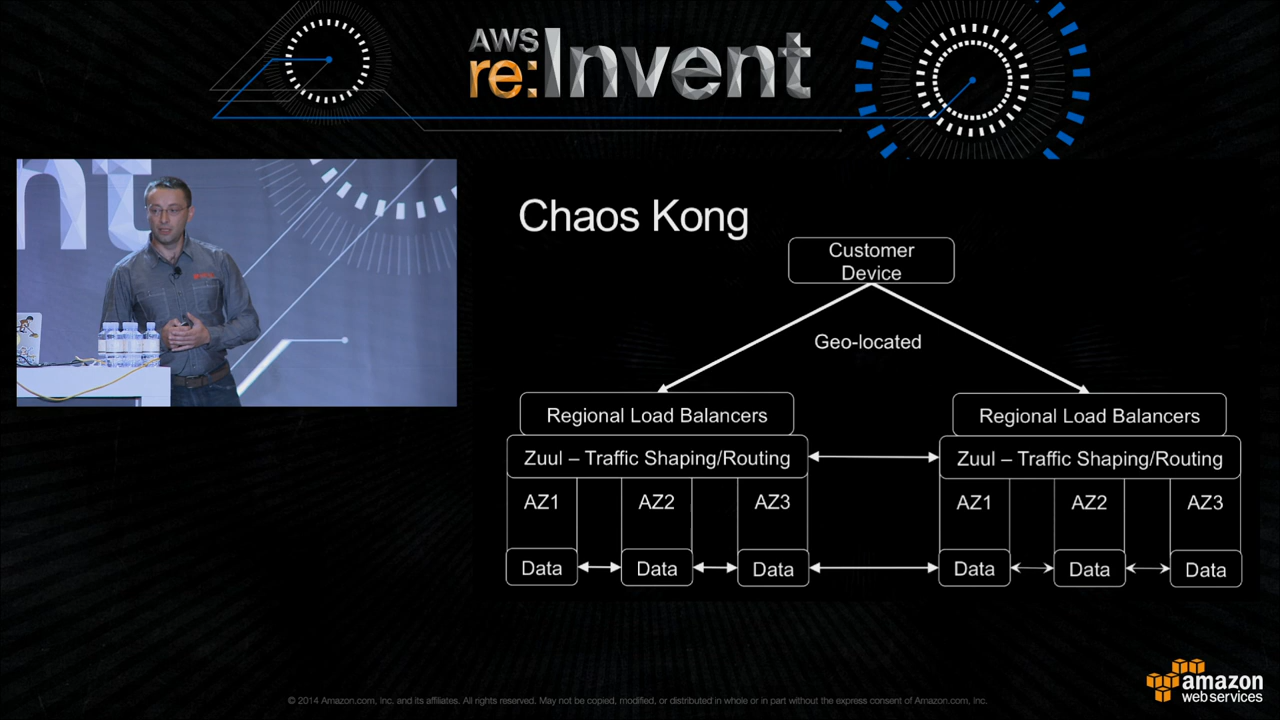 AWS
re:Invent
Chaos Kong
Customer
Device
Geo-located
Regional Load Balancers
Regional Load Balancers
Zuul – Traffic Shaping/Routing
Zuul – Traffic Shaping/Routing
AZ1 AZ2 AZ3
AZ1 AZ2 AZ3
Data Data Data
Data Data Data
© 2014 Amazon.com, inc. and its affiliates. All rights reserved. May not be copied, modified, or distributed in whole or in part without the express consent of Amazon.com, inc.
amazon
web services